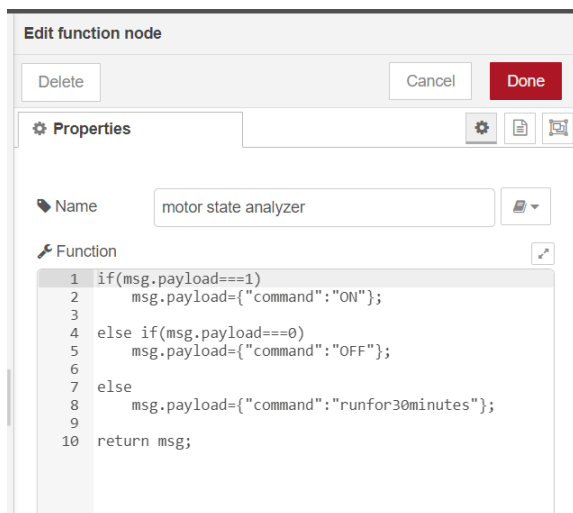 Edit function node
Delete Cancel Done
Properties
Name motor state analyzer
Function
1 if(msg.payload===1)
2 msg.payload={"command":"ON"};
3
4 else if(msg.payload===0)
5 msg.payload={"command":"OFF"};
6
7 else
8 msg.payload={"command":"runfor30minutes"};
9
10 return msg;